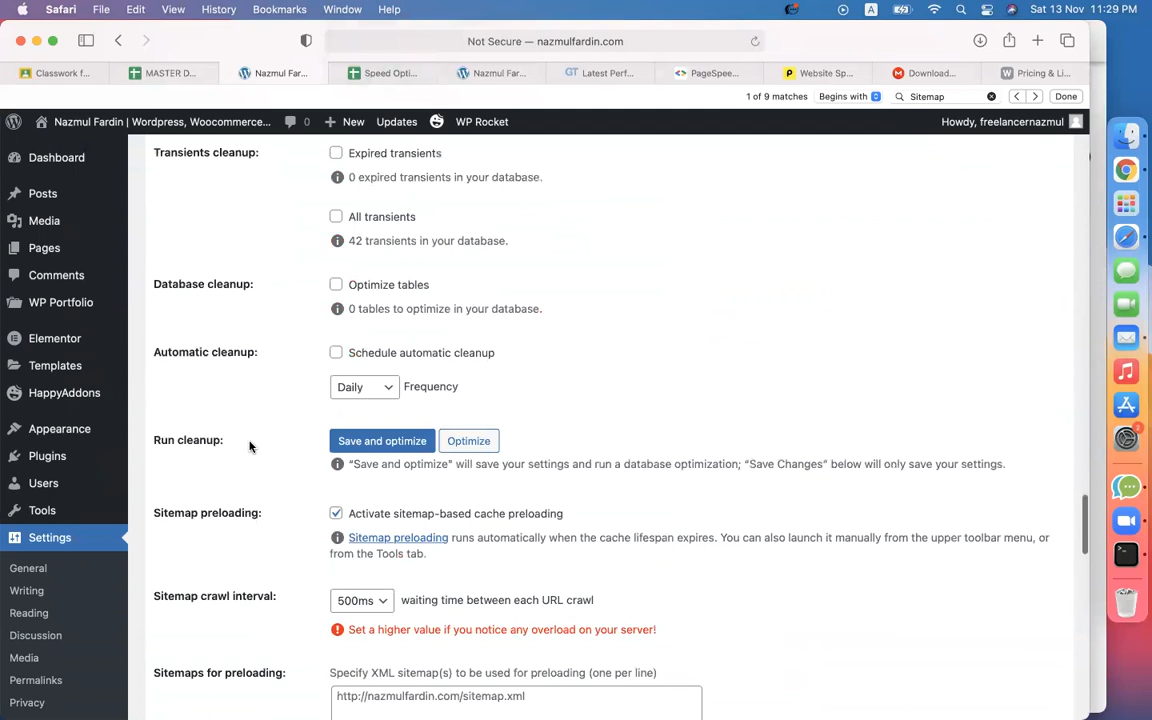 Safari File Edit View History Bookmarks Window Help A Sat 13 Nov 11:29 PM
Not Secure — nazmulfardin.com
Classwork f... MASTER D... Nazmul Far... Speed Opti... Nazmul Far... GT Latest Perf... PageSpee... P Website Sp... Download... W Pricing & Li...
1 of 9 matches Begins with Sitemap Done
Nazmul Fardin | Wordpress, Woocommerce... 0 New Updates WP Rocket Howdy, freelancernazmul
Dashboard
Posts
Media
Pages
Comments
WP Portfolio
Elementor
Templates
HappyAddons
Appearance
Plugins
Users
Tools
Settings
General
Writing
Reading
Discussion
Media
Permalinks
Privacy
Transients cleanup: Expired transients
0 expired transients in your database.
All transients
42 transients in your database.
Database cleanup: Optimize tables
0 tables to optimize in your database.
Automatic cleanup: Schedule automatic cleanup
Daily Frequency
Run cleanup: Save and optimize Optimize
“Save and optimize” will save your settings and run a database optimization; “Save Changes” below will only save your settings.
Sitemap preloading: Activate sitemap-based cache preloading
Sitemap preloading runs automatically when the cache lifespan expires. You can also launch it manually from the upper toolbar menu, or
from the Tools tab.
Sitemap crawl interval: 500ms waiting time between each URL crawl
Set a higher value if you notice any overload on your server!
Sitemaps for preloading: Specify XML sitemap(s) to be used for preloading (one per line)
http://nazmulfardin.com/sitemap.xml
2